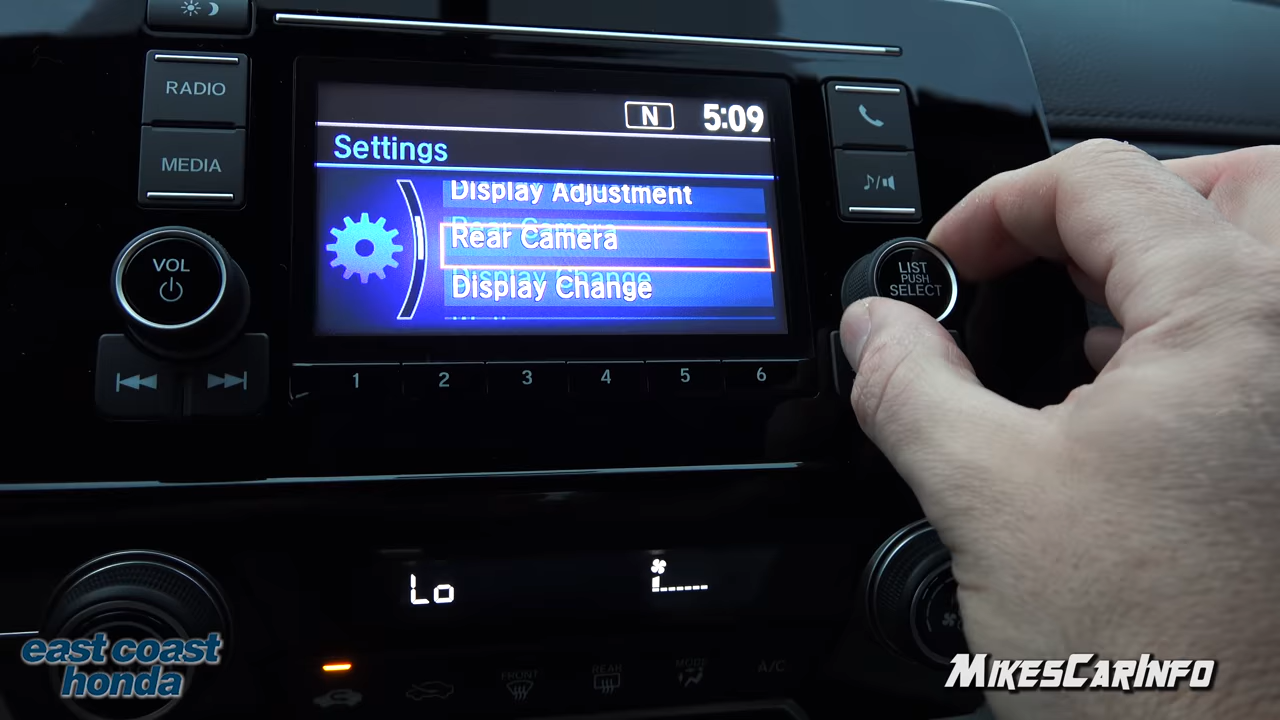 RADIO
MEDIA
VOL
N 5:09
Settings
Display Adjustment
Rear Camera
Display Change
LIST
PUSH
SELECT
1 2 3 4 5 6
Lo
FRONT
REAR
MODE
A/C
east coast
honda
MIKESCARINFO